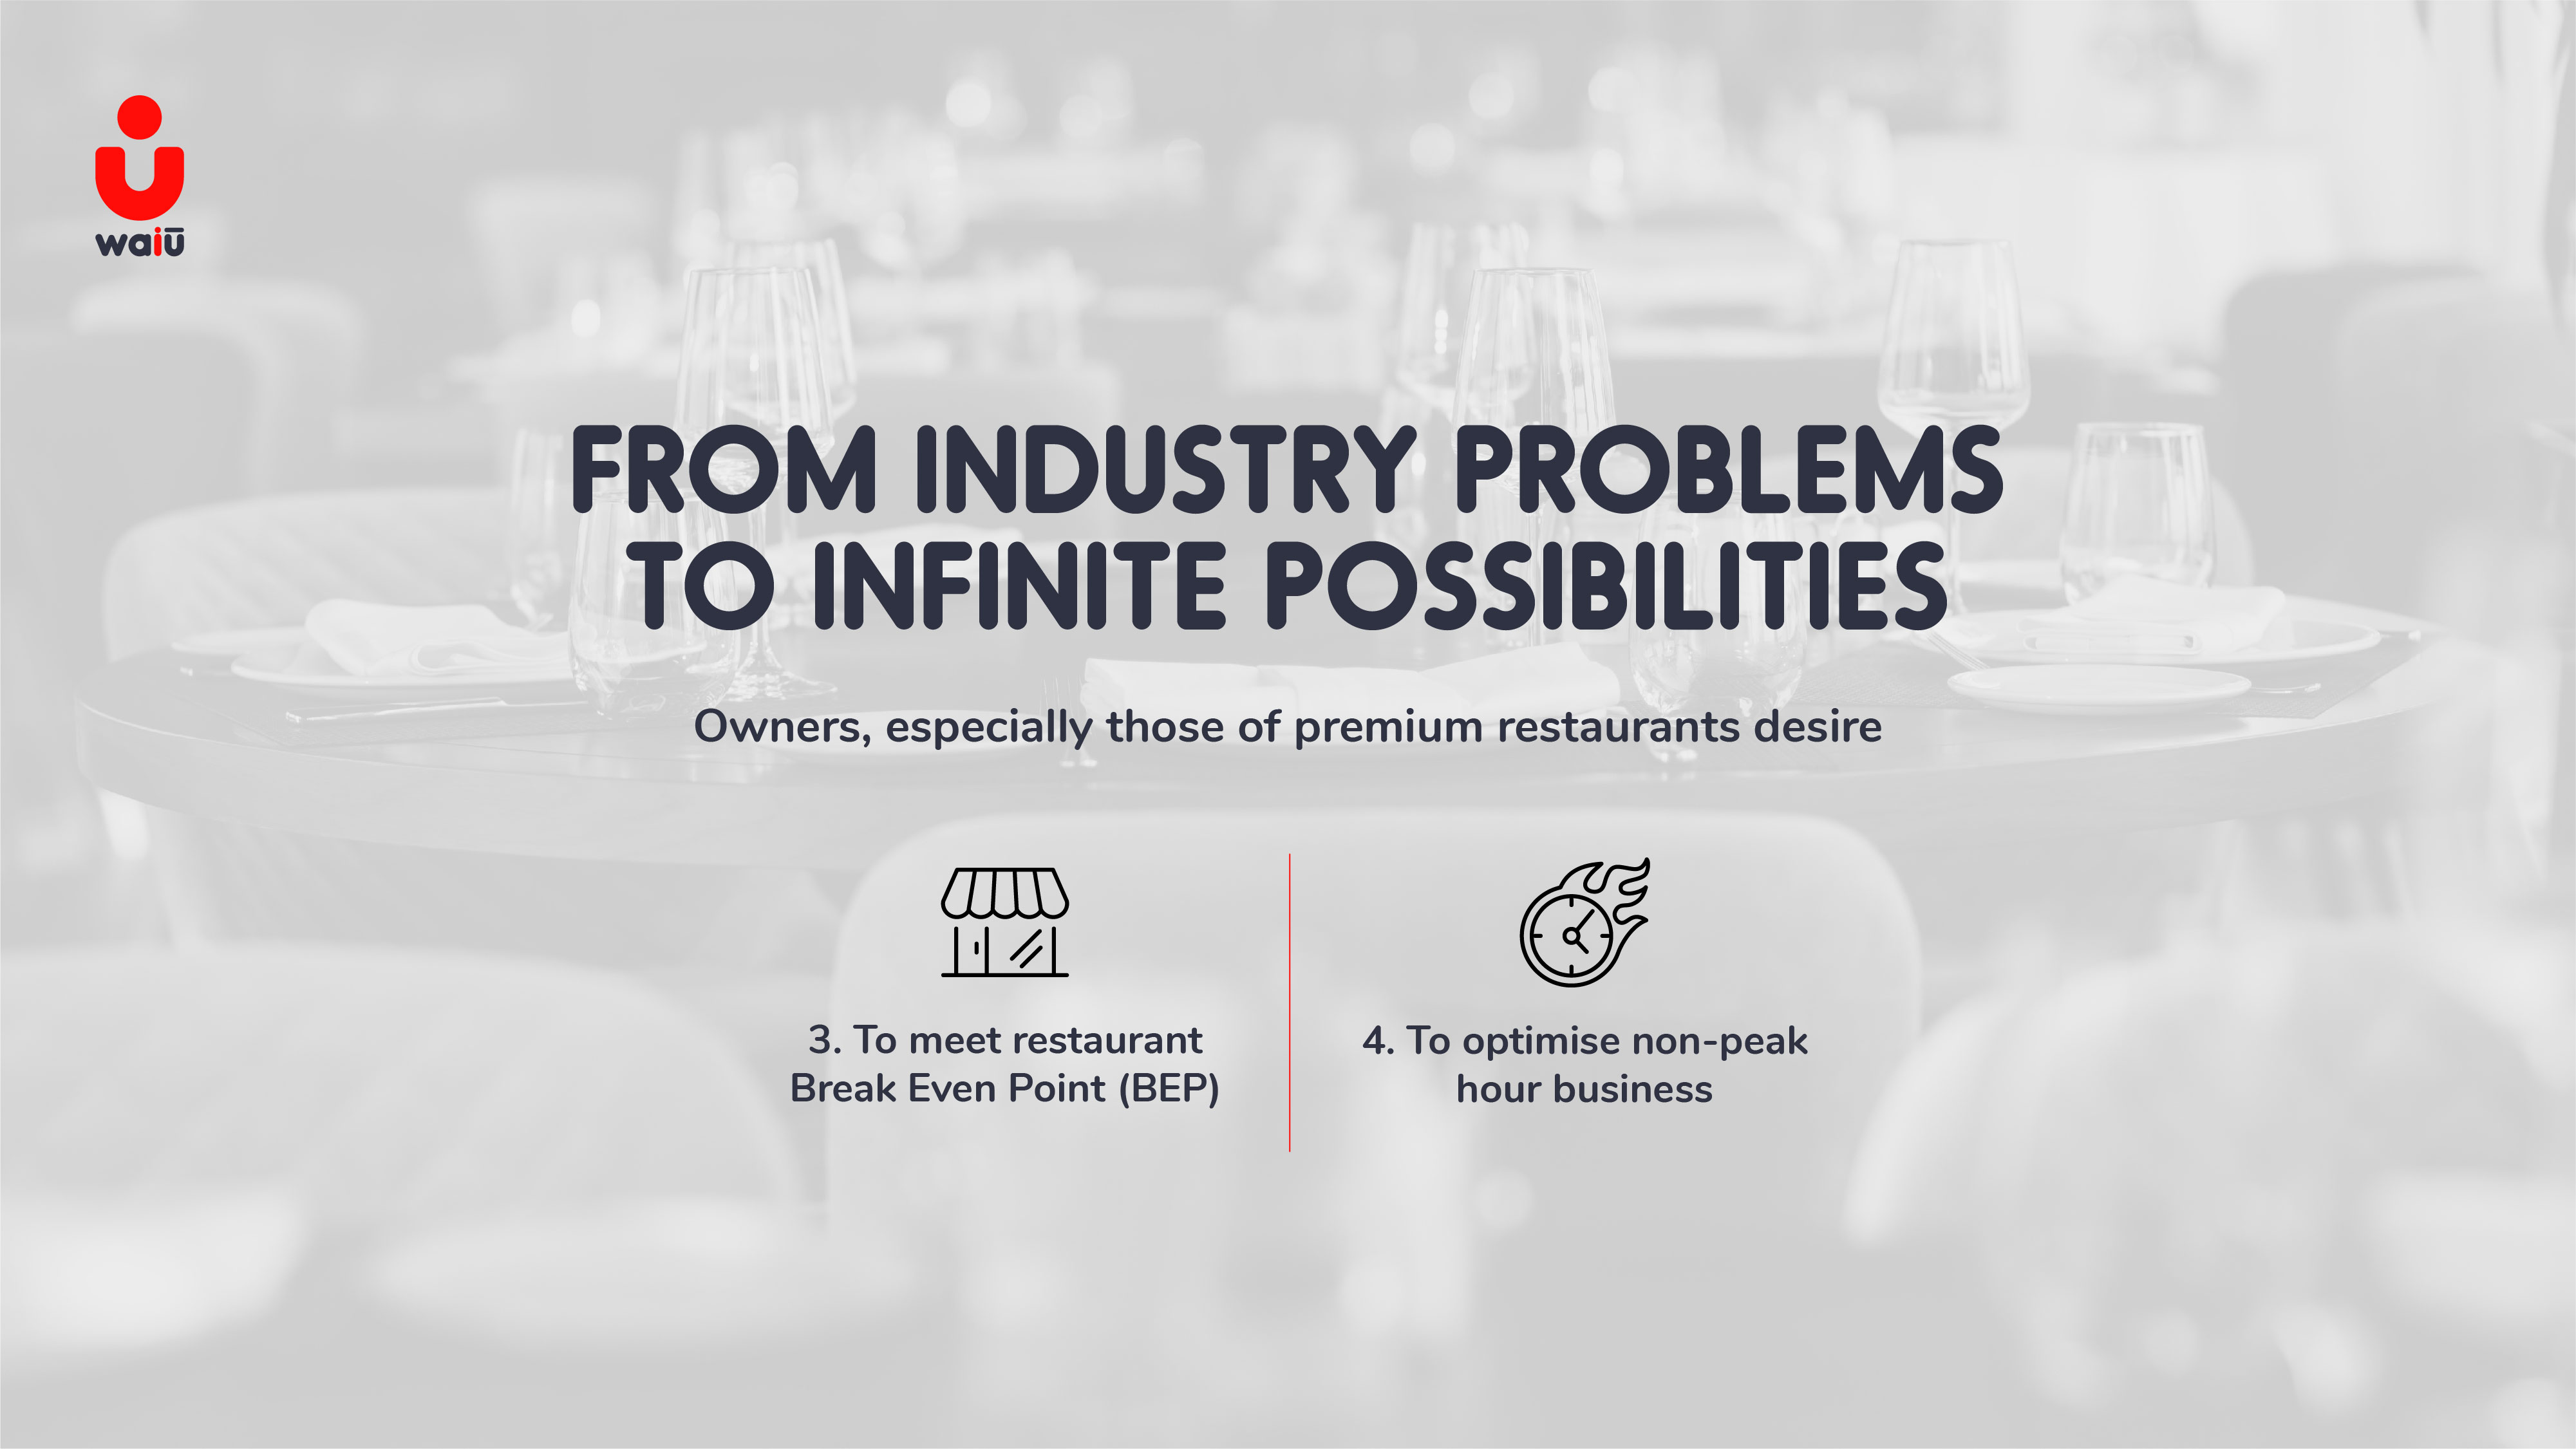 waiū
FROM INDUSTRY PROBLEMS
TO INFINITE POSSIBILITIES
Owners, especially those of premium restaurants desire
3. To meet restaurant
Break Even Point (BEP)
4. To optimise non-peak
hour business